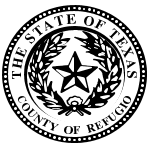 THE STATE OF TEXAS
COUNTY OF REFUGIO